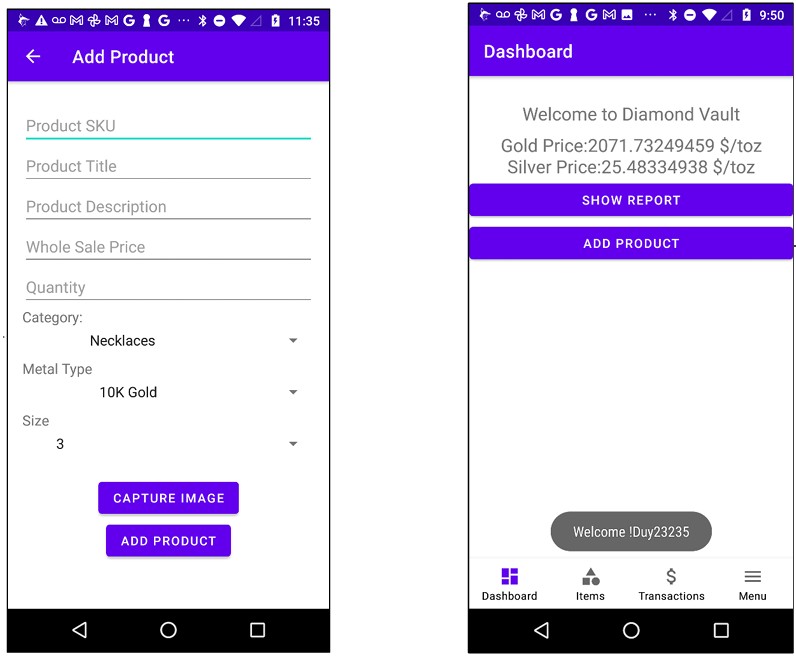 11:35
Add Product
Product SKU
Product Title
Product Description
Whole Sale Price
Quantity
Category:
Necklaces
Metal Type
10K Gold
Size
3
CAPTURE IMAGE
ADD PRODUCT
9:50
Dashboard
Welcome to Diamond Vault
Gold Price:2071.73249459 $/toz
Silver Price:25.48334938 $/toz
SHOW REPORT
ADD PRODUCT
Welcome !Duy23235
Dashboard Items Transactions Menu